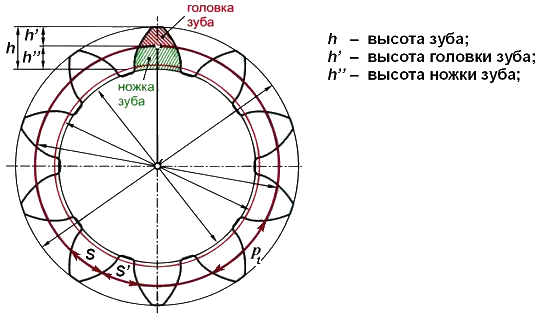 головка
зуба
h
h'
h''
ножка
зуба
S
S'
pt
h – высота зуба;
h' – высота головки зуба;
h'' – высота ножки зуба;